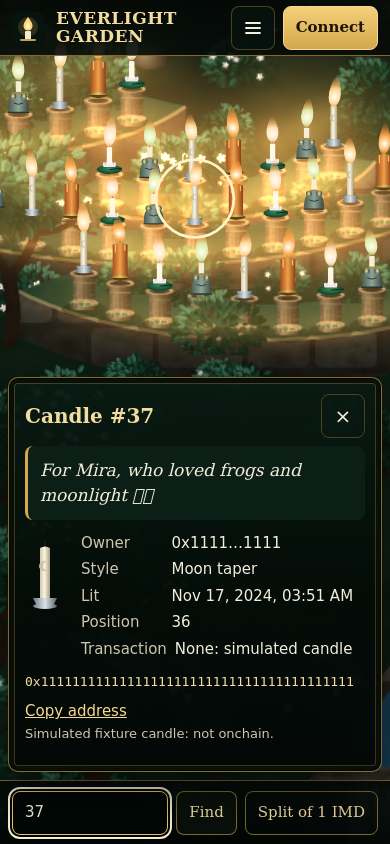 EVERLIGHT
GARDEN
Connect
Candle #37
For Mira, who loved frogs and
moonlight
Owner 0x1111...1111
Style Moon taper
Lit Nov 17, 2024, 03:51 AM
Position 36
Transaction None: simulated candle
0x1111111111111111111111111111111111111111
Copy address
Simulated fixture candle: not onchain.
37
Find
Split of 1 IMD